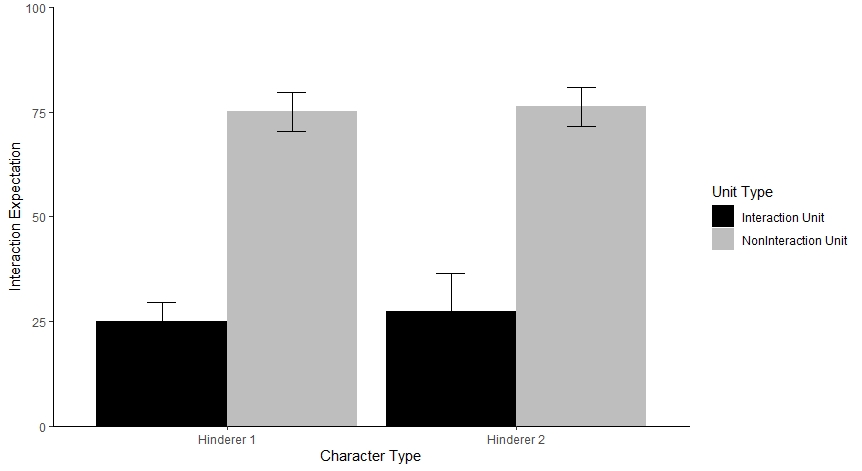 100
75
50
25
0
Interaction Expectation
Hinderer 1
Hinderer 2
Character Type
Unit Type
Interaction Unit
NonInteraction Unit